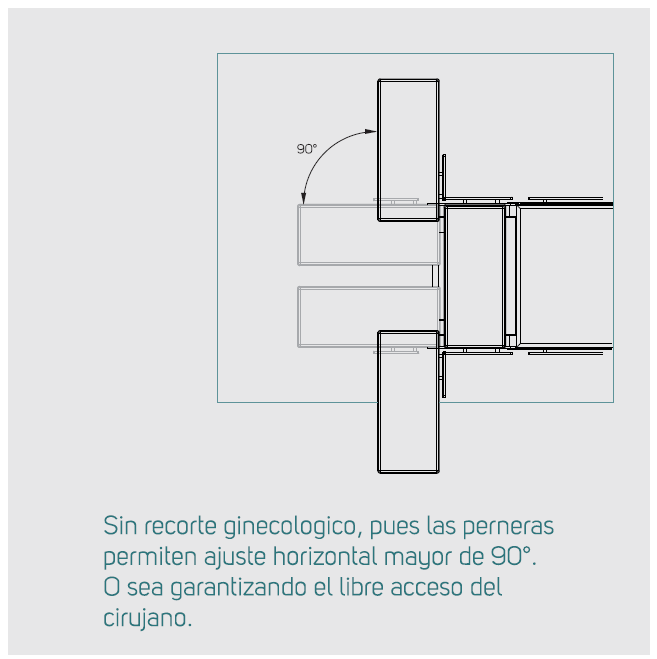 90°
Sin recorte ginecologico, pues las perneras
permiten ajuste horizontal mayor de 90°.
O sea garantizando el libre acceso del
cirujano.